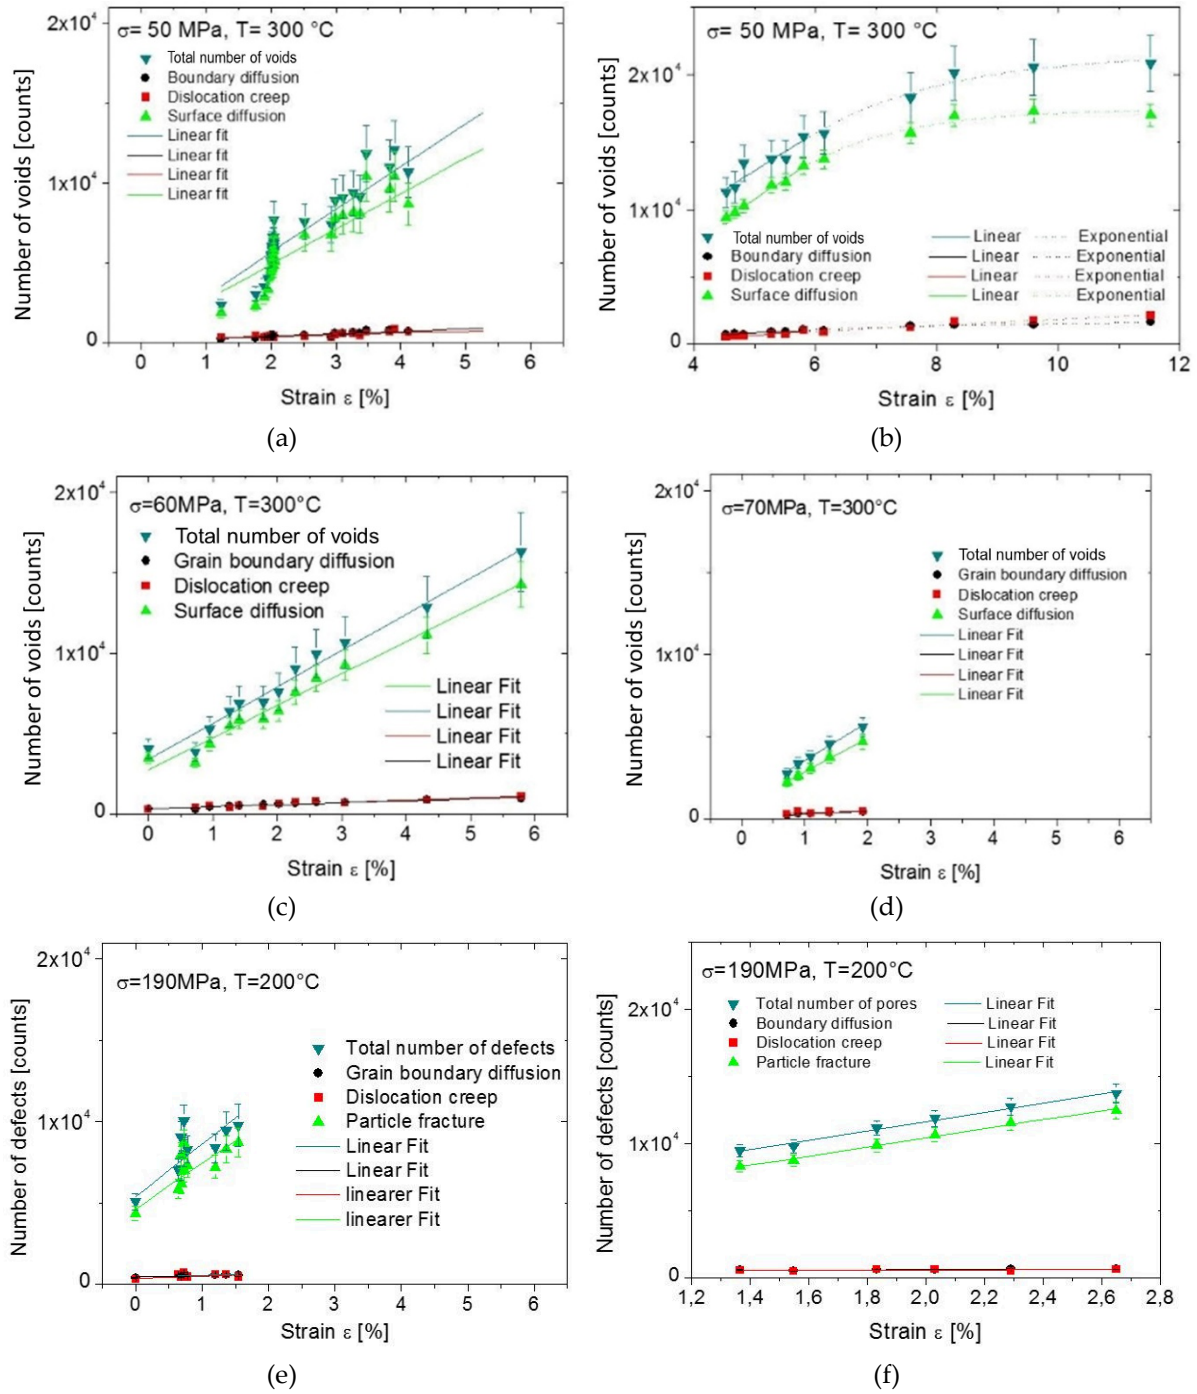 2x10⁴
σ= 50 MPa, T= 300 °C
Total number of voids
Boundary diffusion
Dislocation creep
Surface diffusion
Linear fit
Linear fit
Linear fit
Linear fit
1x10⁴
0
Number of voids [counts]
0 1 2 3 4 5 6
Strain ε [%]
(a)
σ= 50 MPa, T= 300 °C
2x10⁴
1x10⁴
0
Number of voids [counts]
Total number of voids
Boundary diffusion
Dislocation creep
Surface diffusion
Linear Exponential
Linear Exponential
Linear Exponential
Linear Exponential
4 6 8 10 12
Strain ε [%]
(b)
2x10⁴
σ=60MPa, T=300°C
Total number of voids
Grain boundary diffusion
Dislocation creep
Surface diffusion
1x10⁴
0
Number of voids [counts]
Linear Fit
Linear Fit
Linear Fit
Linear Fit
0 1 2 3 4 5 6
Strain ε [%]
(c)
2x10⁴
σ=70MPa, T=300°C
Total number of voids
Grain boundary diffusion
Dislocation creep
Surface diffusion
Linear Fit
Linear Fit
Linear Fit
Linear Fit
1x10⁴
0
Number of voids [counts]
0 1 2 3 4 5 6
Strain ε [%]
(d)
2x10⁴
σ=190MPa, T=200°C
Total number of defects
Grain boundary diffusion
Dislocation creep
Particle fracture
Linear Fit
Linear Fit
linearer Fit
linearer Fit
1x10⁴
0
Number of defects [counts]
0 1 2 3 4 5 6
Strain ε [%]
(e)
σ=190MPa, T=200°C
2x10⁴
Total number of pores Linear Fit
Boundary diffusion Linear Fit
Dislocation creep Linear Fit
Particle fracture Linear Fit
1x10⁴
0
Number of defects [counts]
1,2 1,4 1,6 1,8 2,0 2,2 2,4 2,6 2,8
Strain ε [%]
(f)